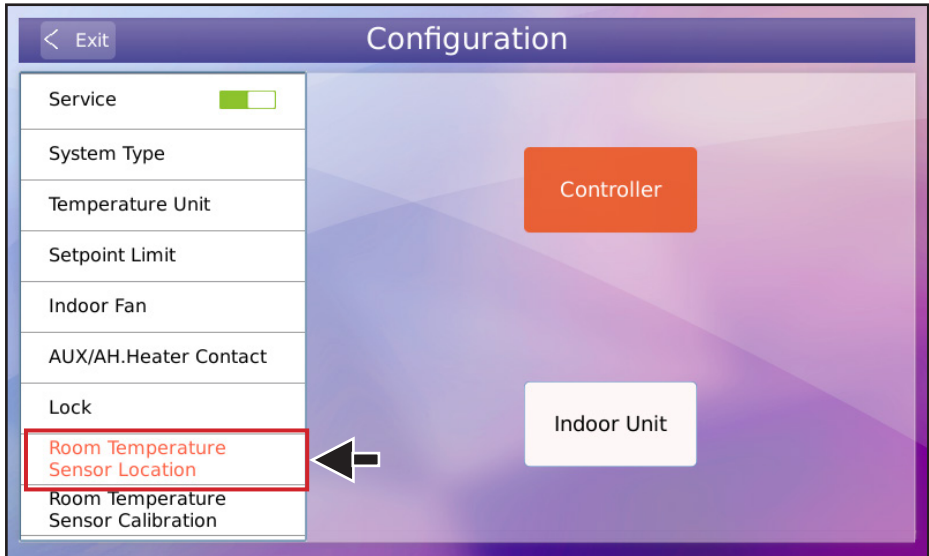 Exit
Configuration
Service
System Type
Temperature Unit
Setpoint Limit
Indoor Fan
AUX/AH.Heater Contact
Lock
Room Temperature
Sensor Location
Room Temperature
Sensor Calibration
Controller
Indoor Unit